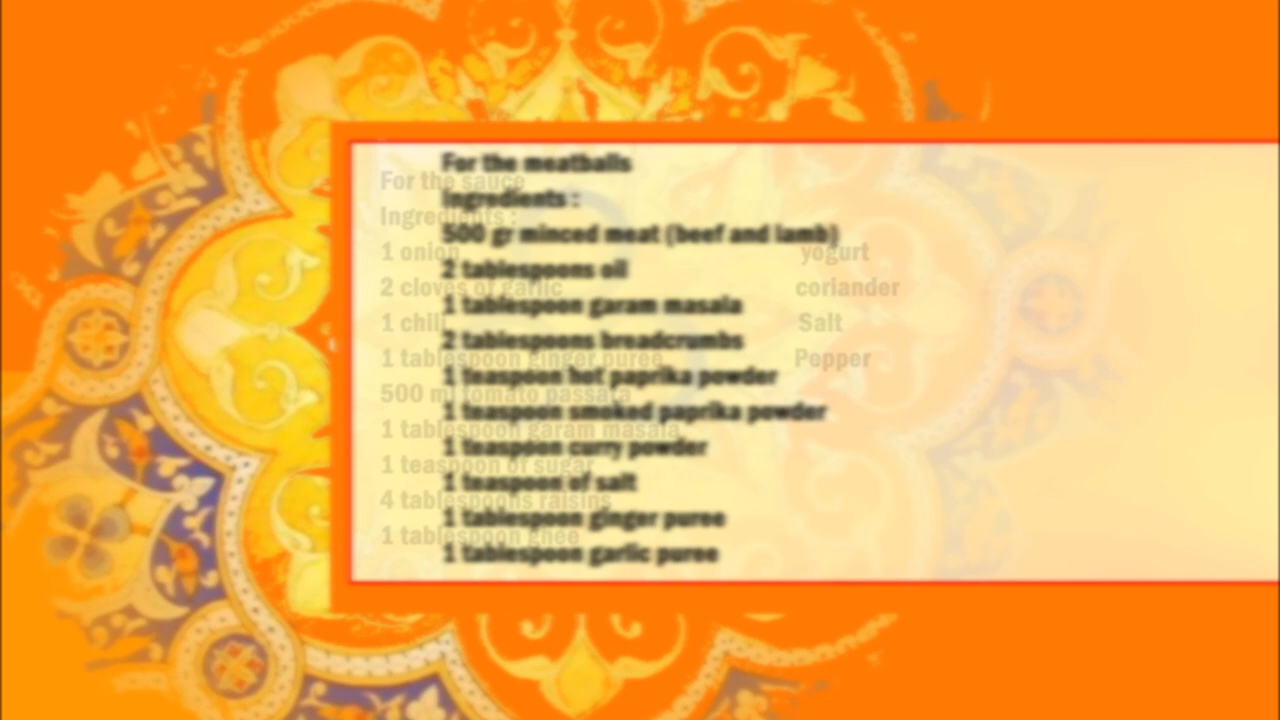 For the meatballs
Ingredients :
500 gr minced meat (beef and lamb)
2 tablespoons oil
1 tablespoon garam masala
2 tablespoons breadcrumbs
1 teaspoon hot paprika powder
1 teaspoon smoked paprika powder
1 teaspoon curry powder
1 teaspoon of salt
1 tablespoon ginger puree
1 tablespoon garlic puree
For the sauce
Ingredients :
1 onion
2 cloves of garlic
1 chili
1 tablespoon ginger puree
500 ml tomato passata
1 tablespoon garam masala
1 teaspoon of sugar
4 tablespoons raisins
1 tablespoon ghee
yogurt
coriander
Salt
Pepper